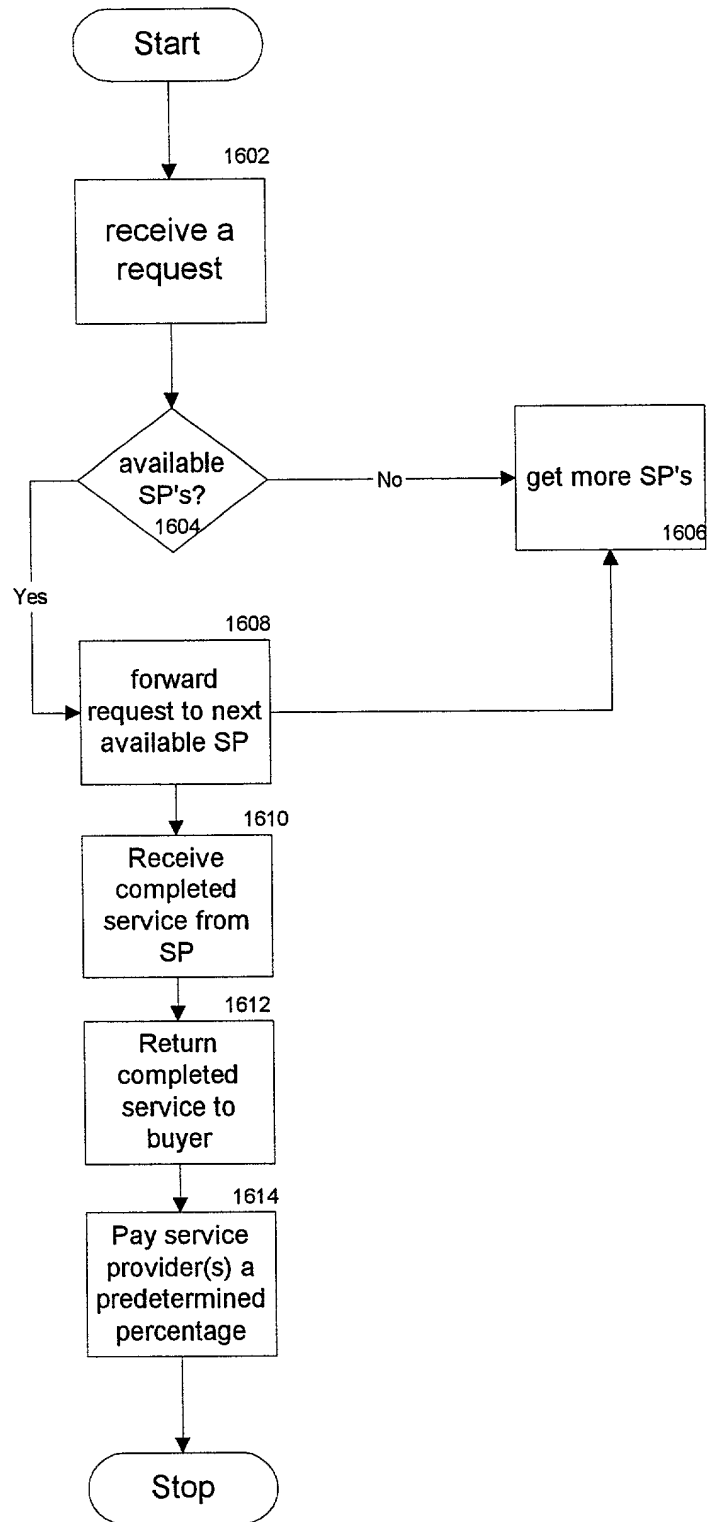 Start
1602
receive a
request
available
SP's?
1604
No
get more SP's
1606
Yes
1608
forward
request to next
available SP
1610
Receive
completed
service from
SP
1612
Return
completed
service to
buyer
1614
Pay service
provider(s) a
predetermined
percentage
Stop